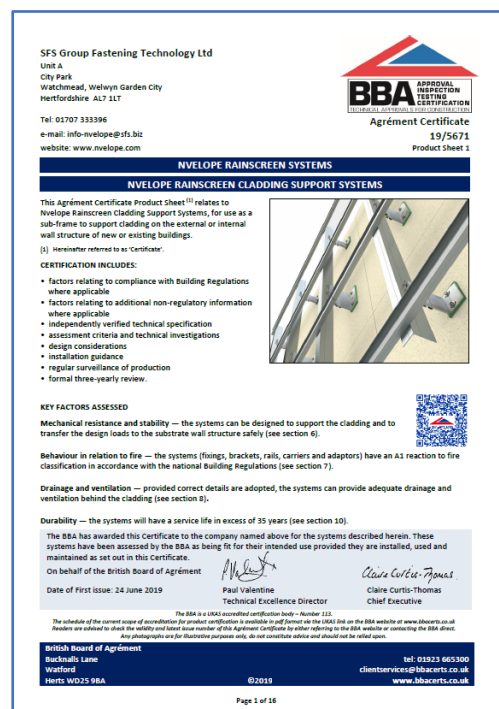 SFS Group Fastening Technology Ltd
Unit A
City Park
Watchmead, Welwyn Garden City
Hertfordshire AL7 1LT
Tel: 01707 333396
e-mail: info-nvelope@sfs.biz
website: www.nvelope.com
BBA
APPROVAL
INSPECTION
TESTING
CERTIFICATION
TECHNICAL APPROVALS FOR CONSTRUCTION
Agrément Certificate
19/5671
Product Sheet 1
NVELOPE RAINSCREEN SYSTEMS
NVELOPE RAINSCREEN CLADDING SUPPORT SYSTEMS
This Agrément Certificate Product Sheet (1) relates to
Nvelope Rainscreen Cladding Support Systems, for use as a
sub-frame to support cladding on the external or internal
wall structure of new or existing buildings.
(1) Hereinafter referred to as 'Certificate'.
CERTIFICATION INCLUDES:
• factors relating to compliance with Building Regulations
where applicable
• factors relating to additional non-regulatory information
where applicable
• independently verified technical specification
• assessment criteria and technical investigations
• design considerations
• installation guidance
• regular surveillance of production
• formal three-yearly review.
KEY FACTORS ASSESSED
Mechanical resistance and stability — the systems can be designed to support the cladding and to
transfer the design loads to the substrate wall structure safely (see section 6).
Behaviour in relation to fire — the systems (fixings, brackets, rails, carriers and adaptors) have an A1 reaction to fire
classification in accordance with the national Building Regulations (see section 7).
Drainage and ventilation — provided correct details are adopted, the systems can provide adequate drainage and
ventilation behind the cladding (see section 8).
Durability — the systems will have a service life in excess of 35 years (see section 10).
The BBA has awarded this Certificate to the company named above for the systems described herein. These
systems have been assessed by the BBA as being fit for their intended use provided they are installed, used and
maintained as set out in this Certificate.
On behalf of the British Board of Agrément
Claire Curtis-Thomas
Date of First issue: 24 June 2019
Paul Valentine
Technical Excellence Director
Claire Curtis-Thomas
Chief Executive
The BBA is a UKAS accredited certification body – Number 113.
The schedule of the current scope of accreditation for product certification is available in pdf format via the UKAS link on the BBA website at www.bbacerts.co.uk
Readers are advised to check the validity and latest issue number of this Agrément Certificate by either referring to the BBA website or contacting the BBA direct.
Any photographs are for illustrative purposes only, do not constitute advice and should not be relied upon.
British Board of Agrément
Bucknalls Lane
Watford
Herts WD25 9BA
©2019
tel: 01923 665300
clientservices@bbacerts.co.uk
www.bbacerts.co.uk
Page 1 of 16